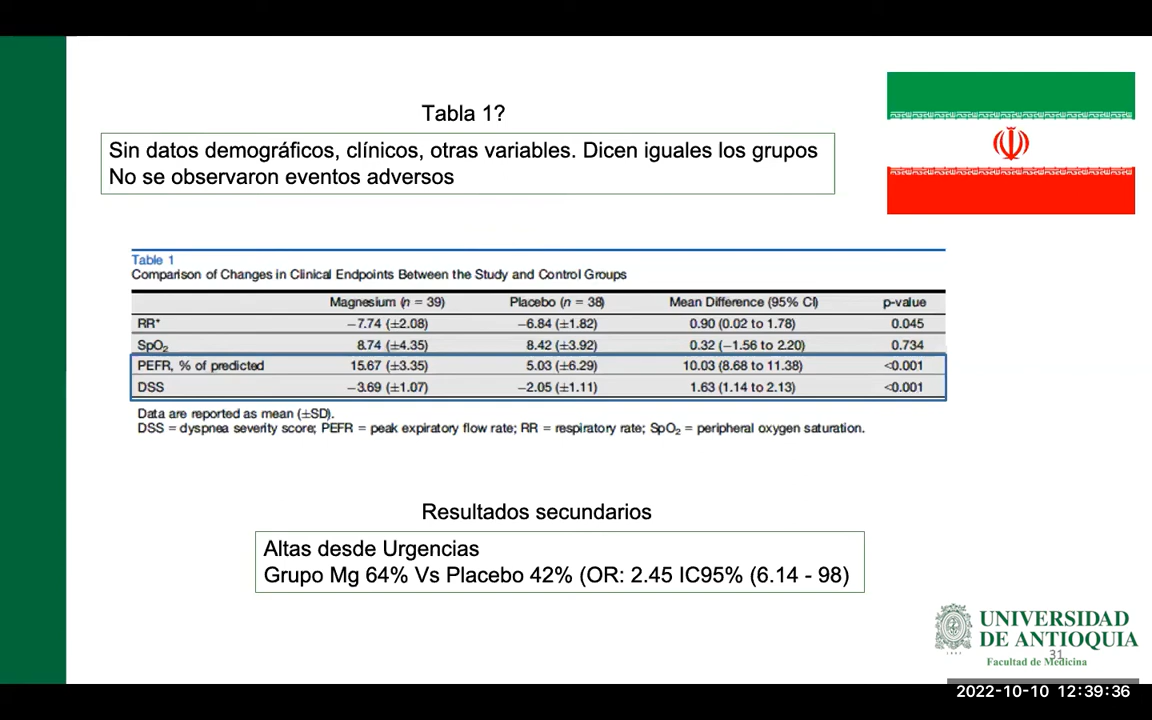 Tabla 1?
Sin datos demográficos, clínicos, otras variables. Dicen iguales los grupos
No se observaron eventos adversos
Table 1
Comparison of Changes in Clinical Endpoints Between the Study and Control Groups
Magnesium (n = 39) Placebo (n = 38) Mean Difference (95% CI) p-value
RR* −7.74 (±2.08) −6.84 (±1.82) 0.90 (0.02 to 1.78) 0.045
SpO₂ 8.74 (±4.35) 8.42 (±3.92) 0.32 (−1.56 to 2.20) 0.734
PEFR, % of predicted 15.67 (±3.35) 5.03 (±6.29) 10.03 (8.68 to 11.38) <0.001
DSS −3.69 (±1.07) −2.05 (±1.11) 1.63 (1.14 to 2.13) <0.001
Data are reported as mean (±SD).
DSS = dyspnea severity score; PEFR = peak expiratory flow rate; RR = respiratory rate; SpO₂ = peripheral oxygen saturation.
Resultados secundarios
Altas desde Urgencias
Grupo Mg 64% Vs Placebo 42% (OR: 2.45 IC95% (6.14 - 98)
UNIVERSIDAD
DE ANTIOQUIA
Facultad de Medicina
31
2022-10-10 12:39:36